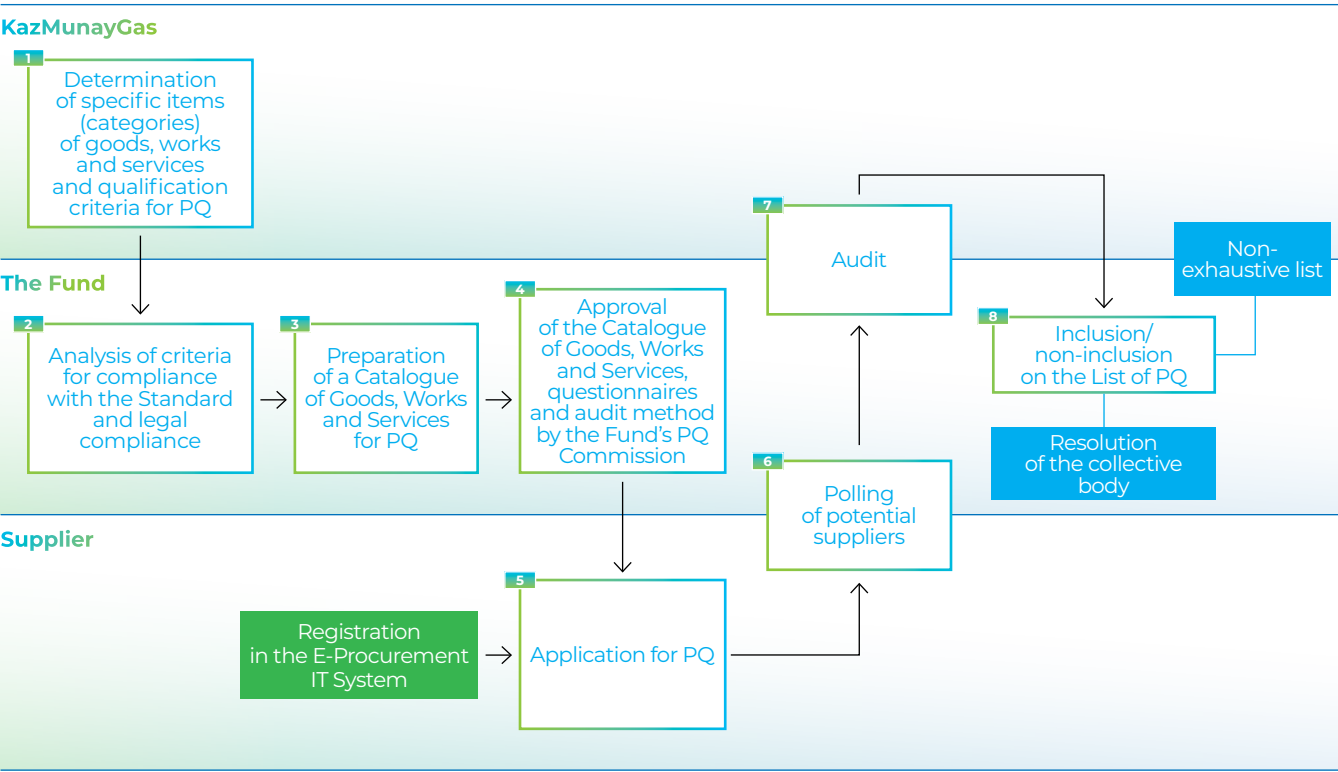 KazMunayGas
1
Determination
of specific items
(categories)
of goods, works
and services
and qualification
criteria for PQ
The Fund
2
Analysis of criteria
for compliance
with the Standard
and legal
compliance
3
Preparation
of a Catalogue
of Goods, Works
and Services
for PQ
4
Approval
of the Catalogue
of Goods, Works
and Services,
questionnaires
and audit method
by the Fund's PQ
Commission
Supplier
Registration
in the E-Procurement
IT System
5
Application for PQ
6
Polling
of potential
suppliers
7
Audit
8
Inclusion/
non-inclusion
on the List of PQ
Non-
exhaustive list
Resolution
of the collective
body